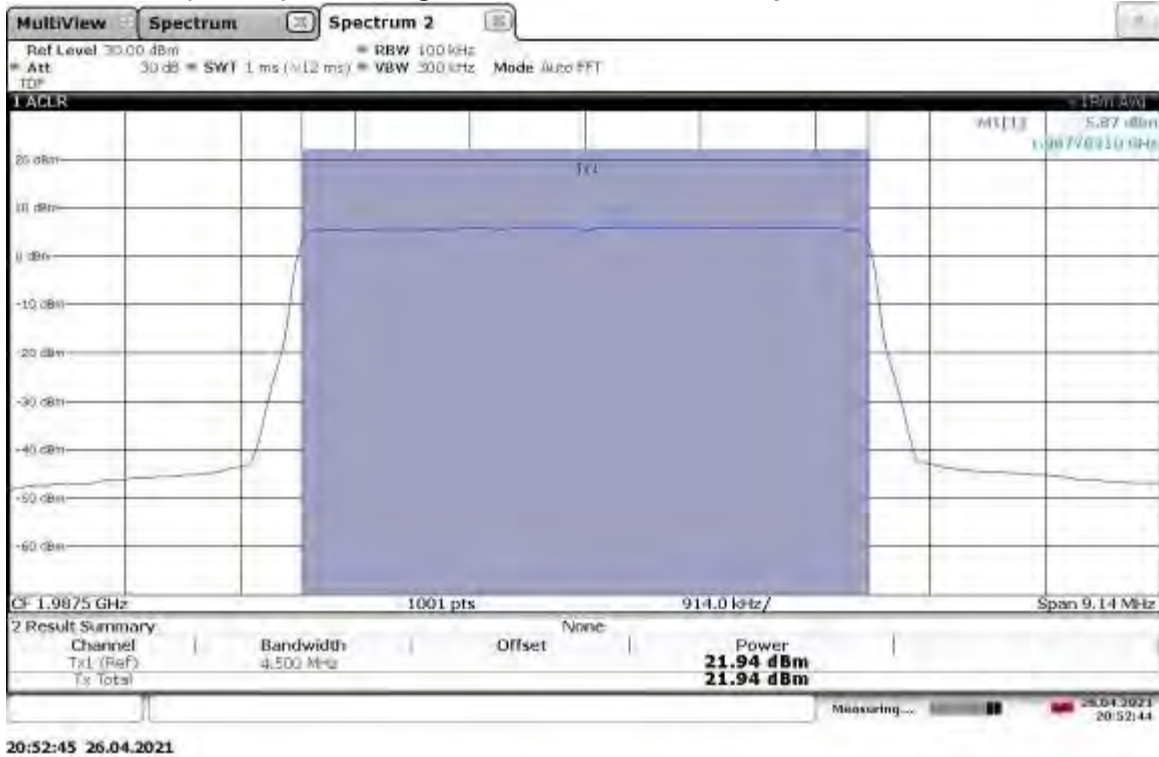 MultiView Spectrum Spectrum 2
Ref Level 30.00 dBm RBW 100 kHz
Att 30 dB SWT 1 ms (~12 ms) VBW 300 kHz Mode Auto FFT
TDF
1 ACLR 1Rm Avg
M1[1] 5.87 dBm
GHz
20 dBm
Tx1
10 dBm
0 dBm
-10 dBm
-20 dBm
-30 dBm
-40 dBm
-50 dBm
-60 dBm
CF 1.9875 GHz 1001 pts 914.0 kHz/ Span 9.14 MHz
2 Result Summary None
Channel Bandwidth Offset Power
Tx1 (Ref) 4.500 MHz 21.94 dBm
Tx Total 21.94 dBm
Measuring... 26.04.2021
20:52:44
20:52:45 26.04.2021